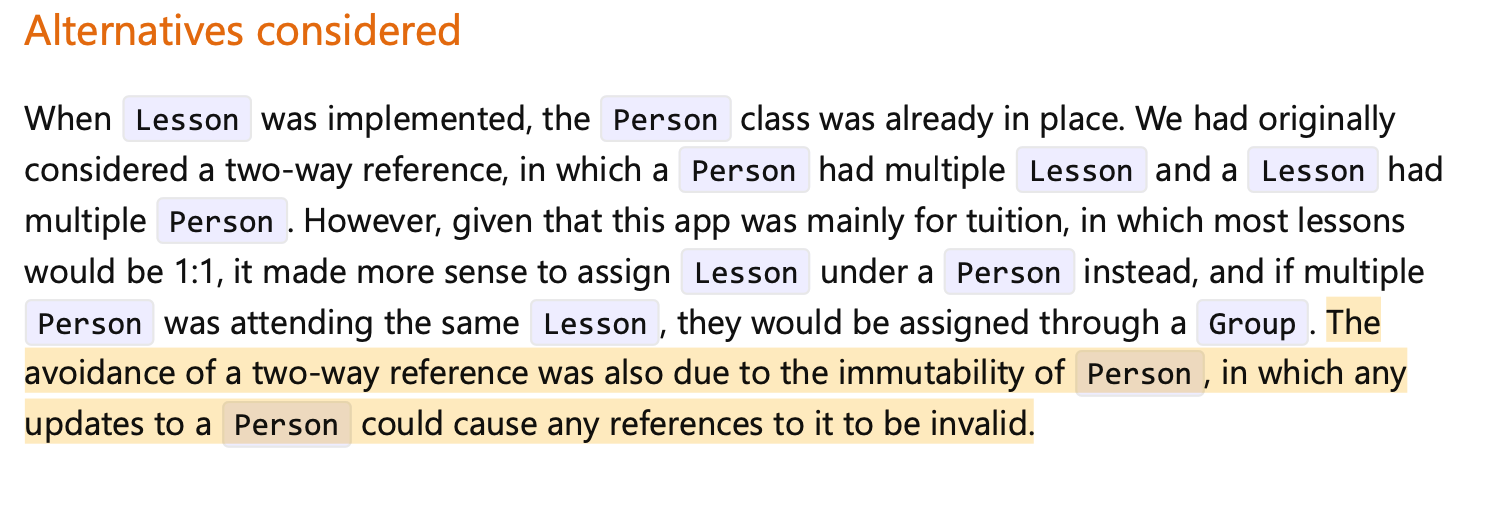 Alternatives considered
When Lesson was implemented, the Person class was already in place. We had originally
considered a two-way reference, in which a Person had multiple Lesson and a Lesson had
multiple Person. However, given that this app was mainly for tuition, in which most lessons
would be 1:1, it made more sense to assign Lesson under a Person instead, and if multiple
Person was attending the same Lesson, they would be assigned through a Group. The
avoidance of a two-way reference was also due to the immutability of Person, in which any
updates to a Person could cause any references to it to be invalid.